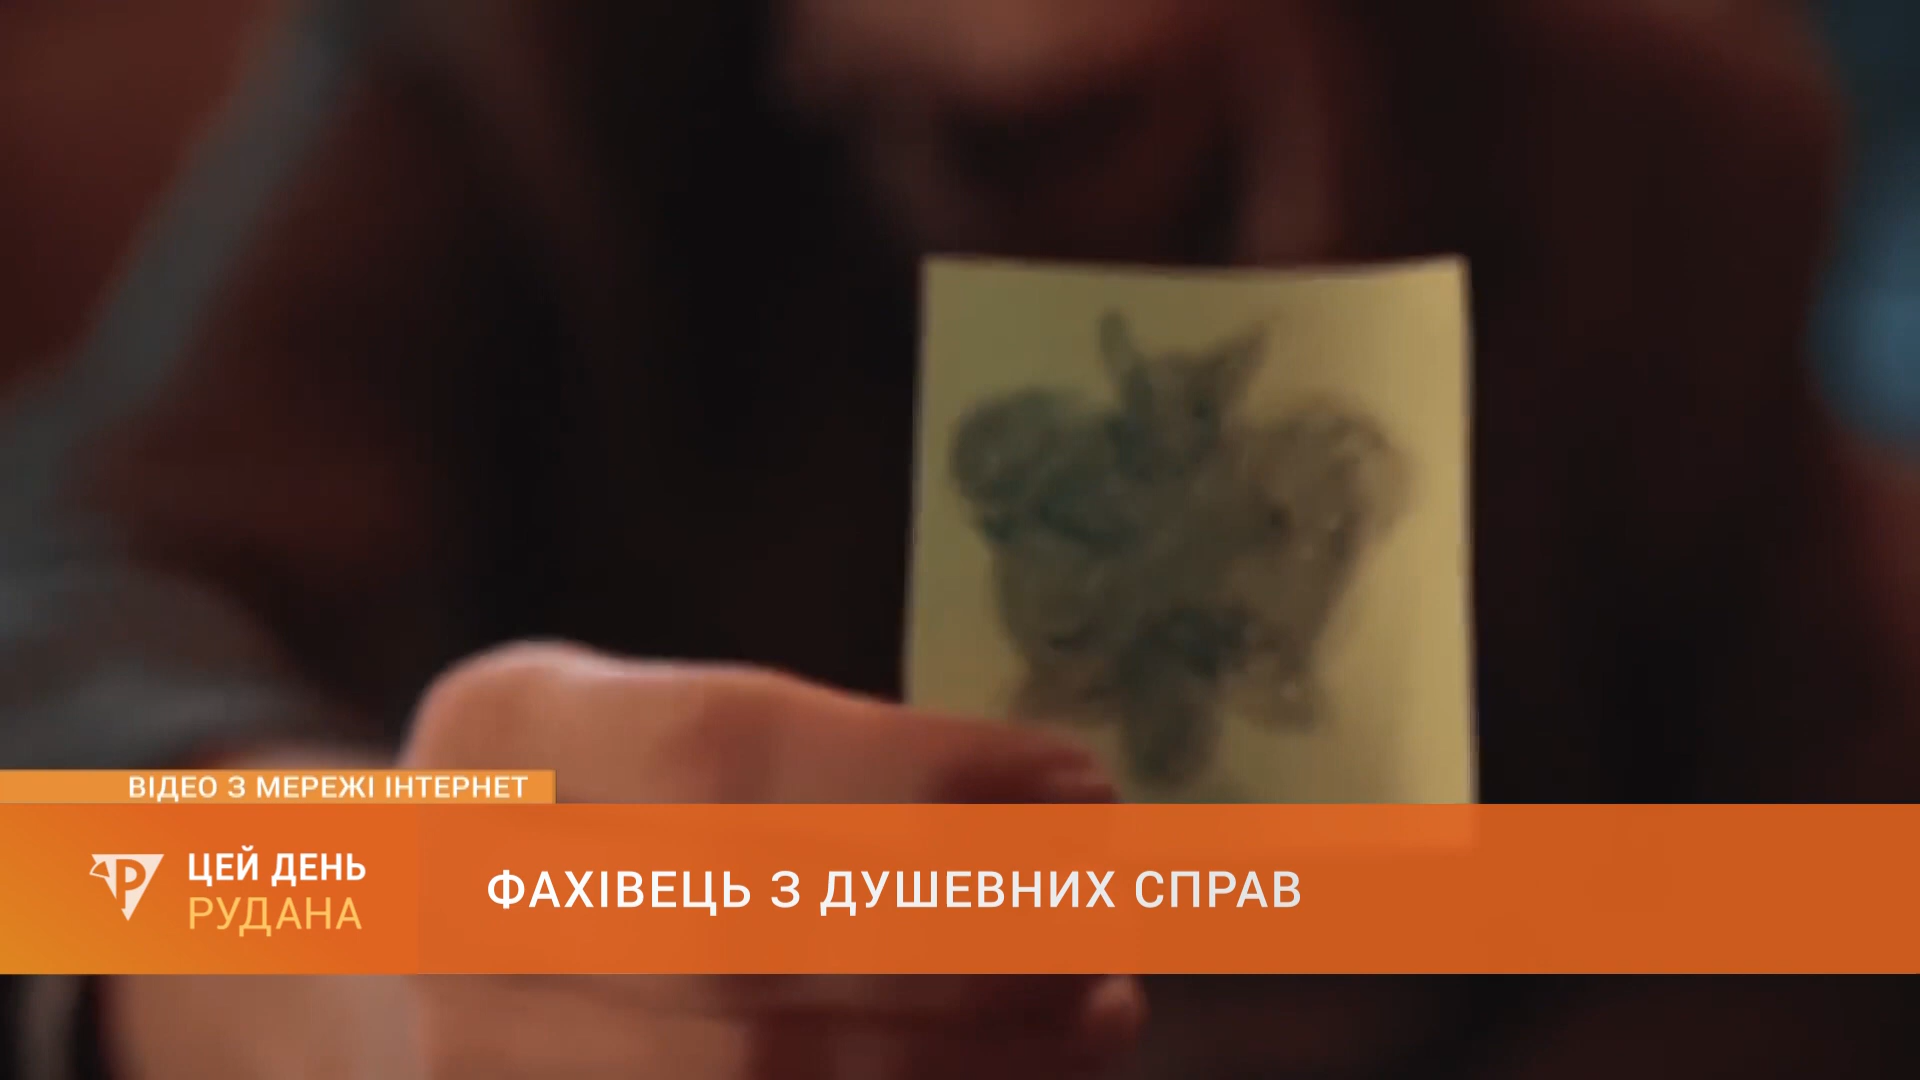 ВІДЕО З МЕРЕЖІ ІНТЕРНЕТ
ЦЕЙ ДЕНЬ
РУДАНА
ФАХІВЕЦЬ З ДУШЕВНИХ СПРАВ